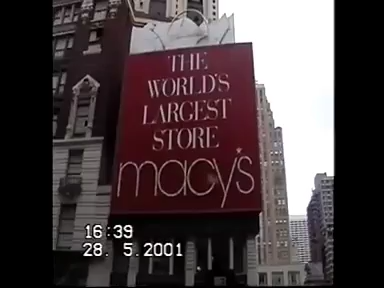 THE
WORLD'S
LARGEST
STORE
macy's
16:39
28. 5.2001